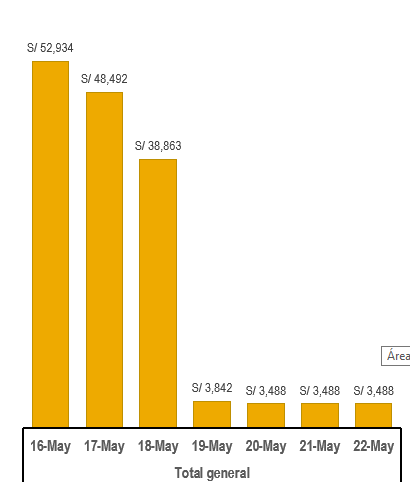 S/ 52,934
S/ 48,492
S/ 38,863
S/ 3,842
S/ 3,488
S/ 3,488
S/ 3,488
Área
16-May 17-May 18-May 19-May 20-May 21-May 22-May
Total general